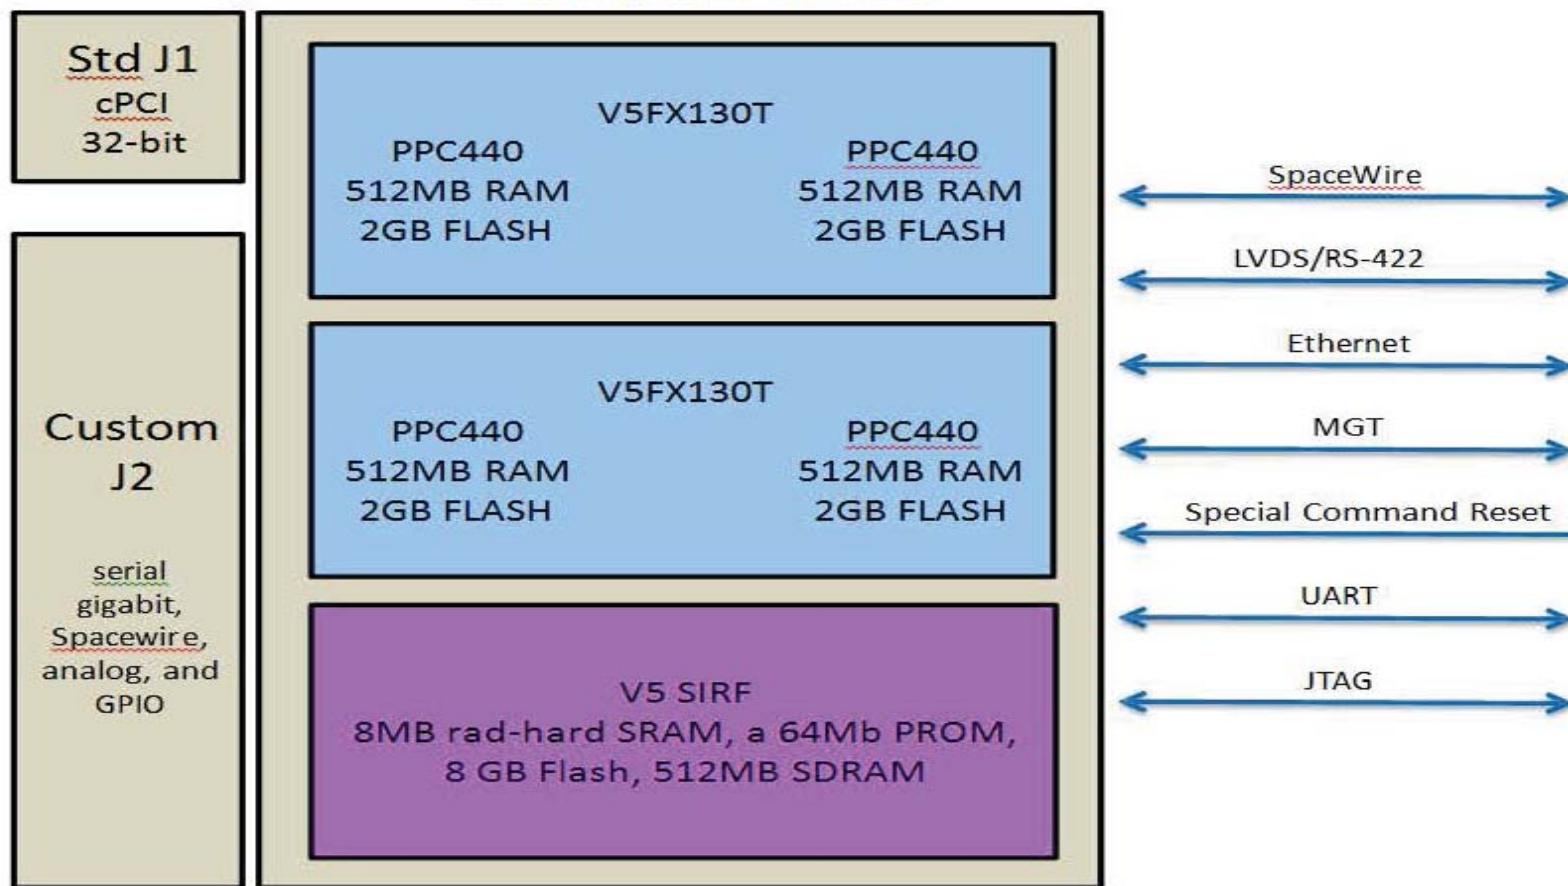 Std J1
cPCI
32-bit
Custom
J2
serial
gigabit,
Spacewire,
analog, and
GPIO
V5FX130T
PPC440
512MB RAM
2GB FLASH
PPC440
512MB RAM
2GB FLASH
V5FX130T
PPC440
512MB RAM
2GB FLASH
PPC440
512MB RAM
2GB FLASH
V5 SIRF
8MB rad-hard SRAM, a 64Mb PROM,
8 GB Flash, 512MB SDRAM
SpaceWire
LVDS/RS-422
Ethernet
MGT
Special Command Reset
UART
JTAG